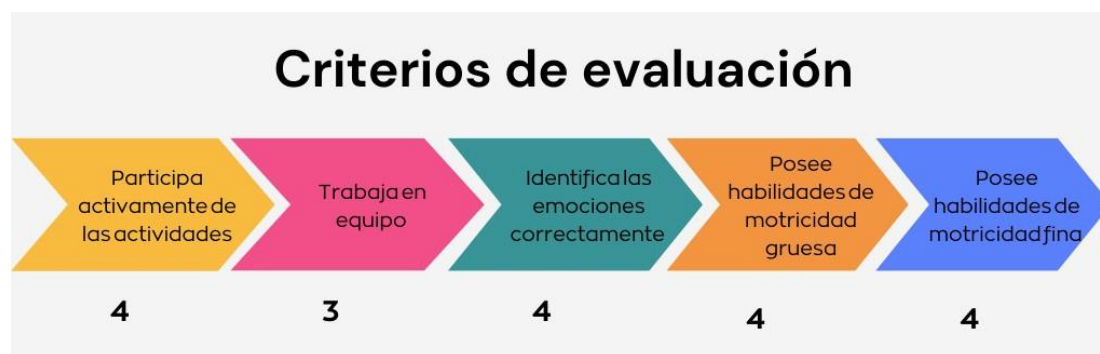 Criterios de evaluación
Participa
activamente de
las actividades
Trabaja en
equipo
Identifica las
emociones
correctamente
Posee
habilidades de
motricidad
gruesa
Posee
habilidades de
motricidad fina
4
3
4
4
4